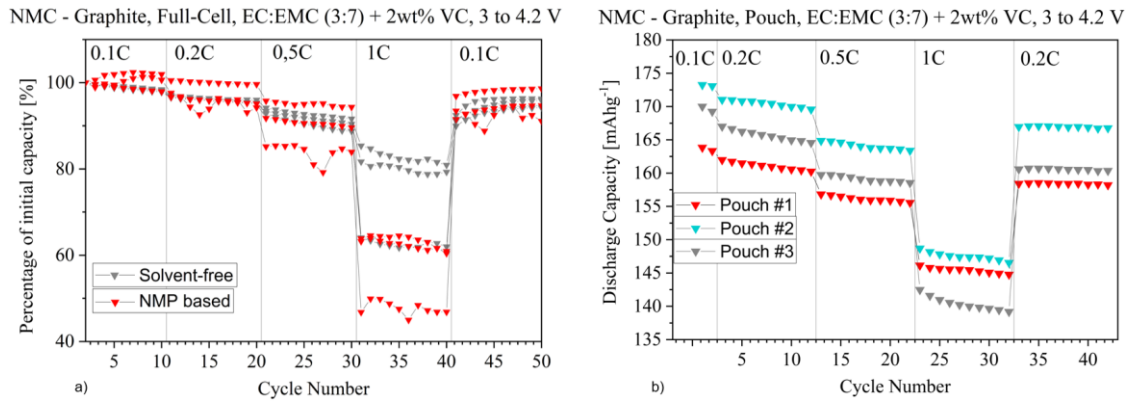 NMC - Graphite, Full-Cell, EC:EMC (3:7) + 2wt% VC, 3 to 4.2 V
0.1C 0.2C 0,5C 1C 0.1C
Percentage of initial capacity [%]
100
80
60
40
Solvent-free
NMP based
5 10 15 20 25 30 35 40 45 50
Cycle Number
a)
NMC - Graphite, Pouch, EC:EMC (3:7) + 2wt% VC, 3 to 4.2 V
0.1C 0.2C 0.5C 1C 0.2C
Discharge Capacity [mAhg⁻¹]
180
175
170
165
160
155
150
145
140
135
Pouch #1
Pouch #2
Pouch #3
5 10 15 20 25 30 35 40
Cycle Number
b)